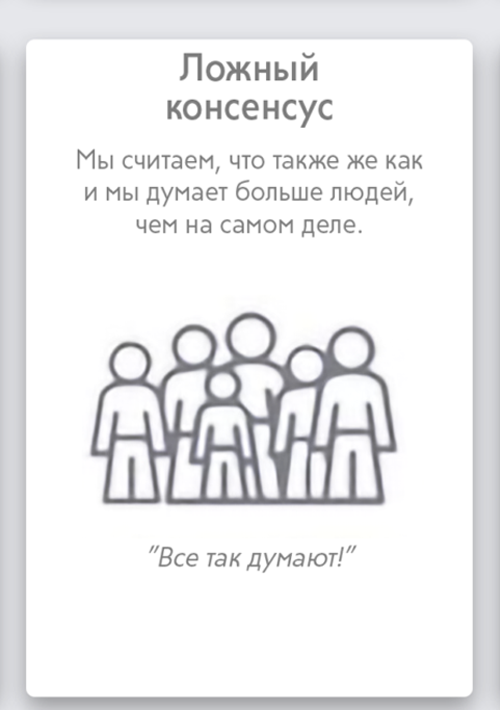 Ложный
консенсус
Мы считаем, что также же как
и мы думает больше людей,
чем на самом деле.
"Все так думают!"